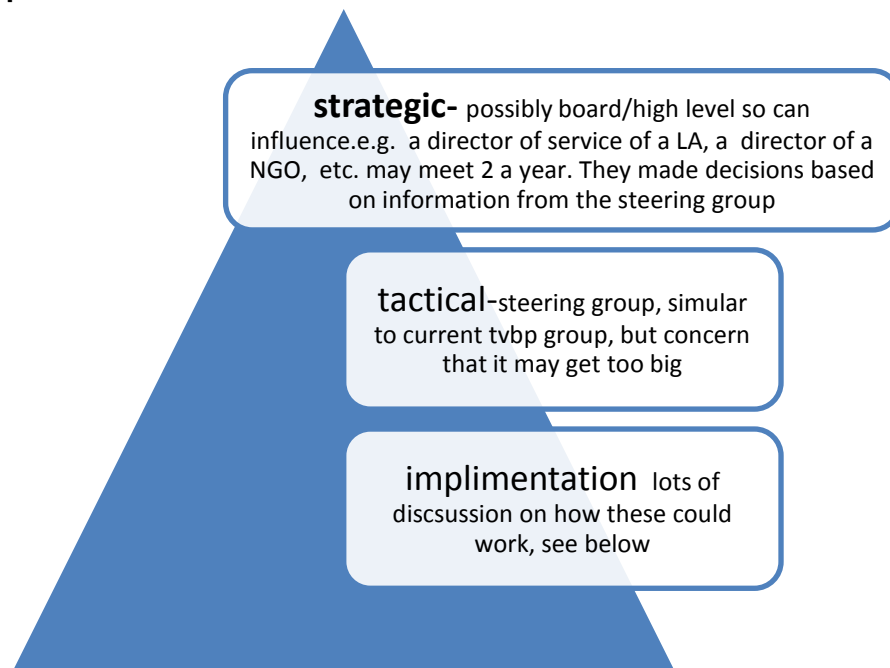 strategic- possibly board/high level so can
influence.e.g. a director of service of a LA, a director of a
NGO, etc. may meet 2 a year. They made decisions based
on information from the steering group
tactical-steering group, simular
to current tvbp group, but concern
that it may get too big
implimentation lots of
discsussion on how these could
work, see below